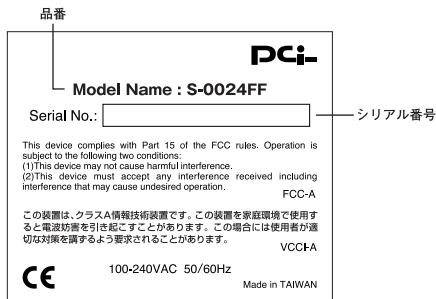 品番
PCi
Model Name : S-0024FF
Serial No.:
シリアル番号
This device complies with Part 15 of the FCC rules. Operation is
subject to the following two conditions:
(1)This device may not cause harmful interference.
(2)This device must accept any interference received including
interference that may cause undesired operation.
FCC-A
この装置は、クラスA情報技術装置です。この装置を家庭環境で使用す
ると電波妨害を引き起こすことがあります。この場合には使用者が適
切な対策を講ずるよう要求されることがあります。
VCCI-A
CE
100-240VAC 50/60Hz
Made in TAIWAN